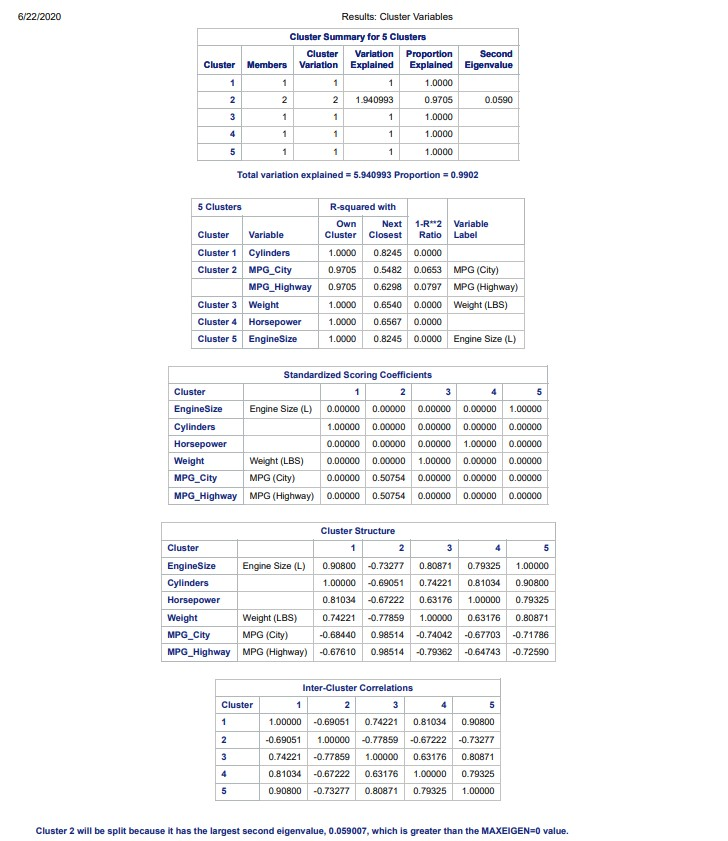 6/22/2020 Results: Cluster Variables
Cluster Summary for 5 Clusters
Cluster Members Cluster Variation Variation Explained Proportion Explained Second Eigenvalue
1 1 1 1 1.0000
2 2 2 1.940993 0.9705 0.0590
3 1 1 1 1.0000
4 1 1 1 1.0000
5 1 1 1 1.0000
Total variation explained = 5.940993 Proportion = 0.9902
5 Clusters R-squared with
Cluster Variable Own Cluster Next Closest 1-R**2 Ratio Variable Label
Cluster 1 Cylinders 1.0000 0.8245 0.0000
Cluster 2 MPG_City 0.9705 0.5482 0.0653 MPG (City)
MPG_Highway 0.9705 0.6298 0.0797 MPG (Highway)
Cluster 3 Weight 1.0000 0.6540 0.0000 Weight (LBS)
Cluster 4 Horsepower 1.0000 0.6567 0.0000
Cluster 5 EngineSize 1.0000 0.8245 0.0000 Engine Size (L)
Standardized Scoring Coefficients
Cluster 1 2 3 4 5
EngineSize Engine Size (L) 0.00000 0.00000 0.00000 0.00000 1.00000
Cylinders 1.00000 0.00000 0.00000 0.00000 0.00000
Horsepower 0.00000 0.00000 0.00000 1.00000 0.00000
Weight Weight (LBS) 0.00000 0.00000 1.00000 0.00000 0.00000
MPG_City MPG (City) 0.00000 0.50754 0.00000 0.00000 0.00000
MPG_Highway MPG (Highway) 0.00000 0.50754 0.00000 0.00000 0.00000
Cluster Structure
Cluster 1 2 3 4 5
EngineSize Engine Size (L) 0.90800 -0.73277 0.80871 0.79325 1.00000
Cylinders 1.00000 -0.69051 0.74221 0.81034 0.90800
Horsepower 0.81034 -0.67222 0.63176 1.00000 0.79325
Weight Weight (LBS) 0.74221 -0.77859 1.00000 0.63176 0.80871
MPG_City MPG (City) -0.68440 0.98514 -0.74042 -0.67703 -0.71786
MPG_Highway MPG (Highway) -0.67610 0.98514 -0.79362 -0.64743 -0.72590
Inter-Cluster Correlations
Cluster 1 2 3 4 5
1 1.00000 -0.69051 0.74221 0.81034 0.90800
2 -0.69051 1.00000 -0.77859 -0.67222 -0.73277
3 0.74221 -0.77859 1.00000 0.63176 0.80871
4 0.81034 -0.67222 0.63176 1.00000 0.79325
5 0.90800 -0.73277 0.80871 0.79325 1.00000
Cluster 2 will be split because it has the largest second eigenvalue, 0.059007, which is greater than the MAXEIGEN=0 value.